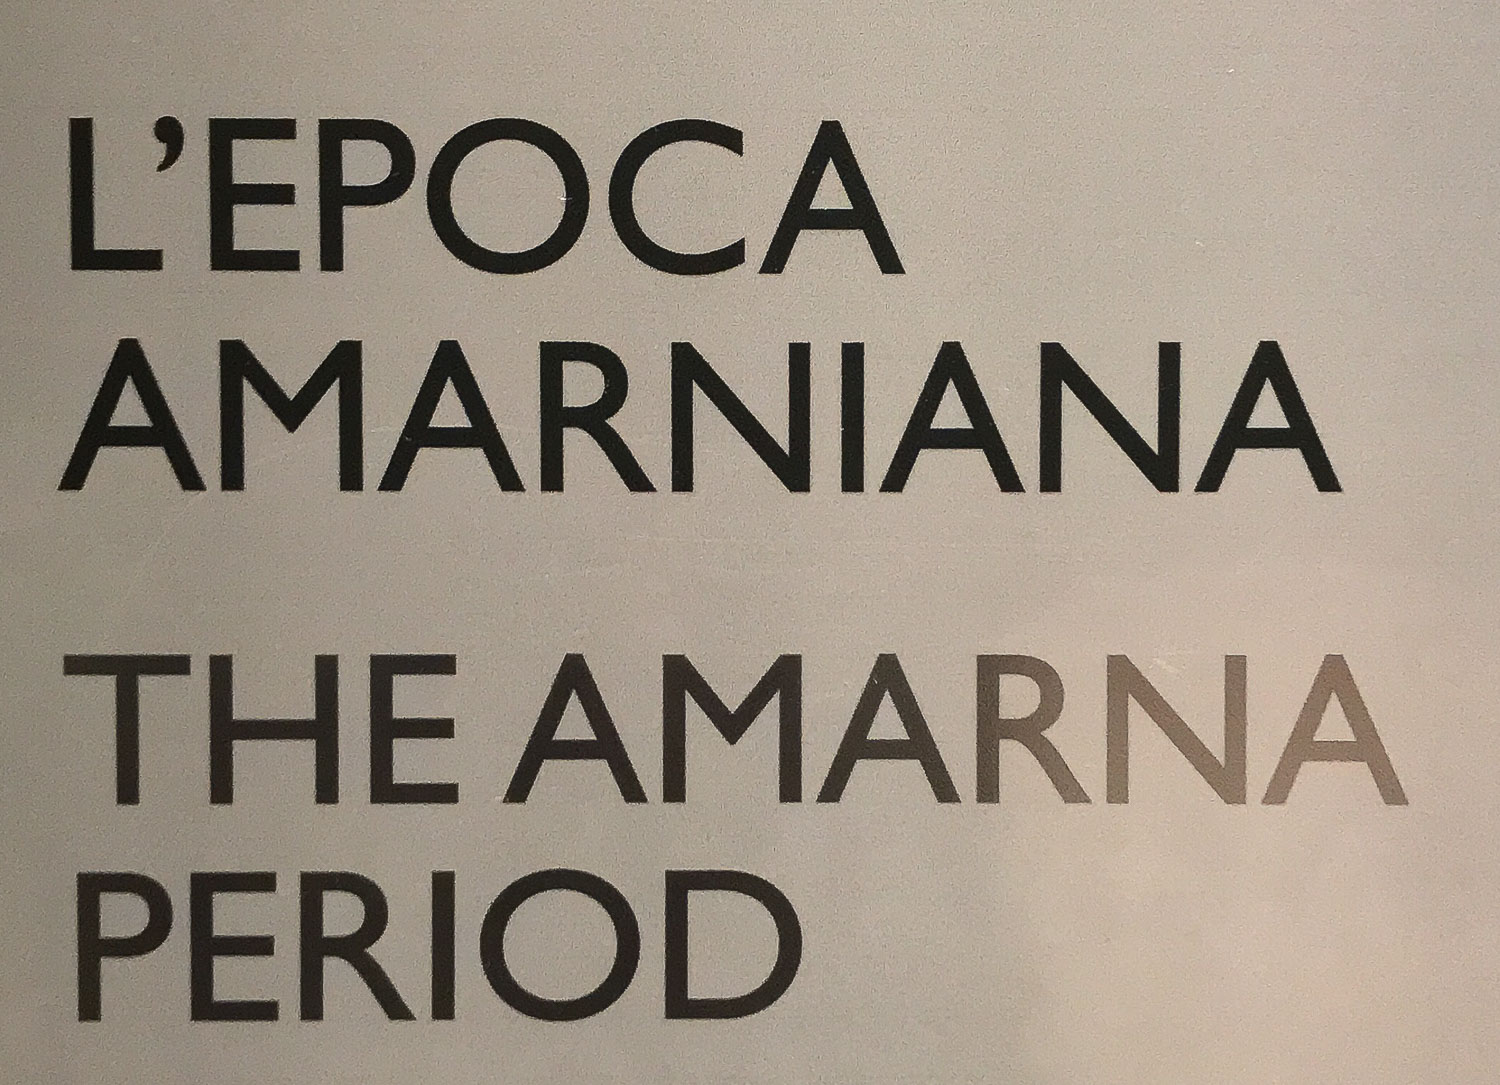 L’EPOCA
AMARNIANA
THE AMARNA
PERIOD